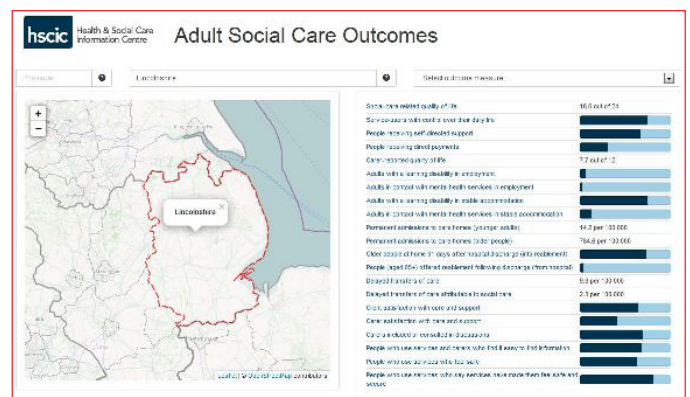 hscic Health & Social Care
Information Centre
Adult Social Care Outcomes
Postcode
Lincolnshire
Select outcome measure
+
−
Lincolnshire
×
Leaflet | © OpenStreetMap contributors
Social care related quality of life 18.6 out of 24
Service-users with control over their daily life
People receiving self-directed support
People receiving direct payments
Carer-reported quality of life 7.7 out of 12
Adults with a learning disability in employment
Adults in contact with mental health services in employment
Adults with a learning disability in stable accommodation
Adults in contact with mental health services in stable accommodation
Permanent admissions to care homes (younger adults) 14.2 per 100,000
Permanent admissions to care homes (older people) 784.6 per 100,000
Older people at home 91 days after hospital discharge (into reablement)
People (aged 65+) offered reablement following discharge (from hospital)
Delayed transfers of care 9.9 per 100,000
Delayed transfers of care attributable to social care 2.3 per 100,000
Client satisfaction with care and support
Carer satisfaction with care and support
Carers included or consulted in discussions
People who use services and carers who find it easy to find information
People who use services who feel safe
People who use services who say services have made them feel safe and
secure